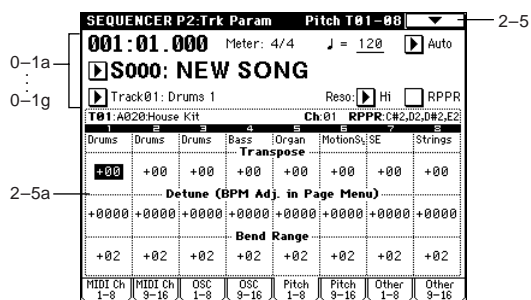 SEQUENCER P2:Trk Param Pitch T01-08
2–5
001:01.000 Meter: 4/4 ♩ = 120 Auto
0–1a
S000: NEW SONG
0–1g
Track01: Drums 1 Reso: Hi RPPR
T01:A020:House Kit Ch:01 RPPR:C#2,D2,D#2,E2
1 2 3 4 5 6 7 8
Drums Drums Drums Bass Organ MotionSy SE Strings
Transpose
+00 +00 +00 +00 +00 +00 +00 +00
2–5a
Detune (BPM Adj. in Page Menu)
+0000 +0000 +0000 +0000 +0000 +0000 +0000 +0000
Bend Range
+02 +02 +02 +02 +02 +02 +02 +02
MIDI Ch 1-8 MIDI Ch 9-16 OSC 1-8 OSC 9-16 Pitch 1-8 Pitch 9-16 Other 1-8 Other 9-16